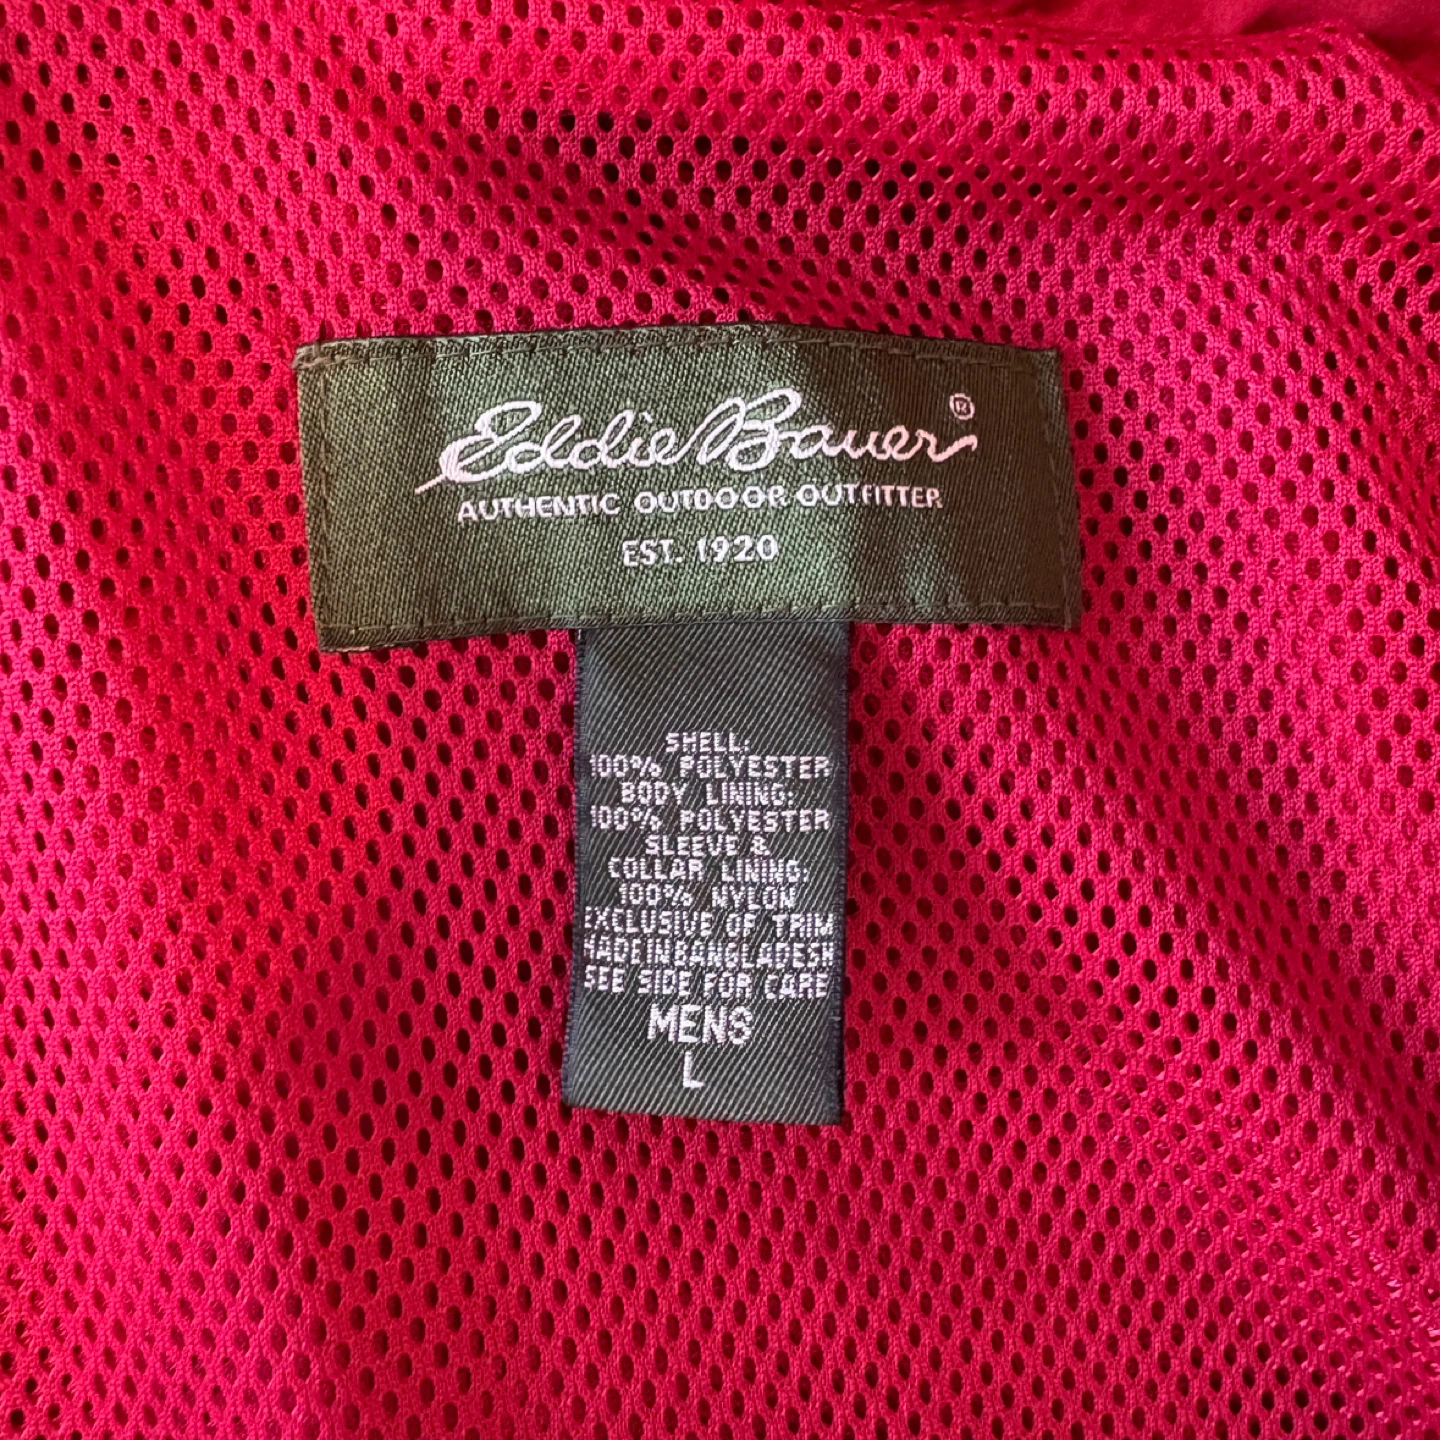 Eddie Bauer®
AUTHENTIC OUTDOOR OUTFITTER
EST. 1920
SHELL:
100% POLYESTER
BODY LINING:
100% POLYESTER
SLEEVE &
COLLAR LINING:
100% NYLON
EXCLUSIVE OF TRIM
MADE IN BANGLADESH
SEE SIDE FOR CARE
MENS
L